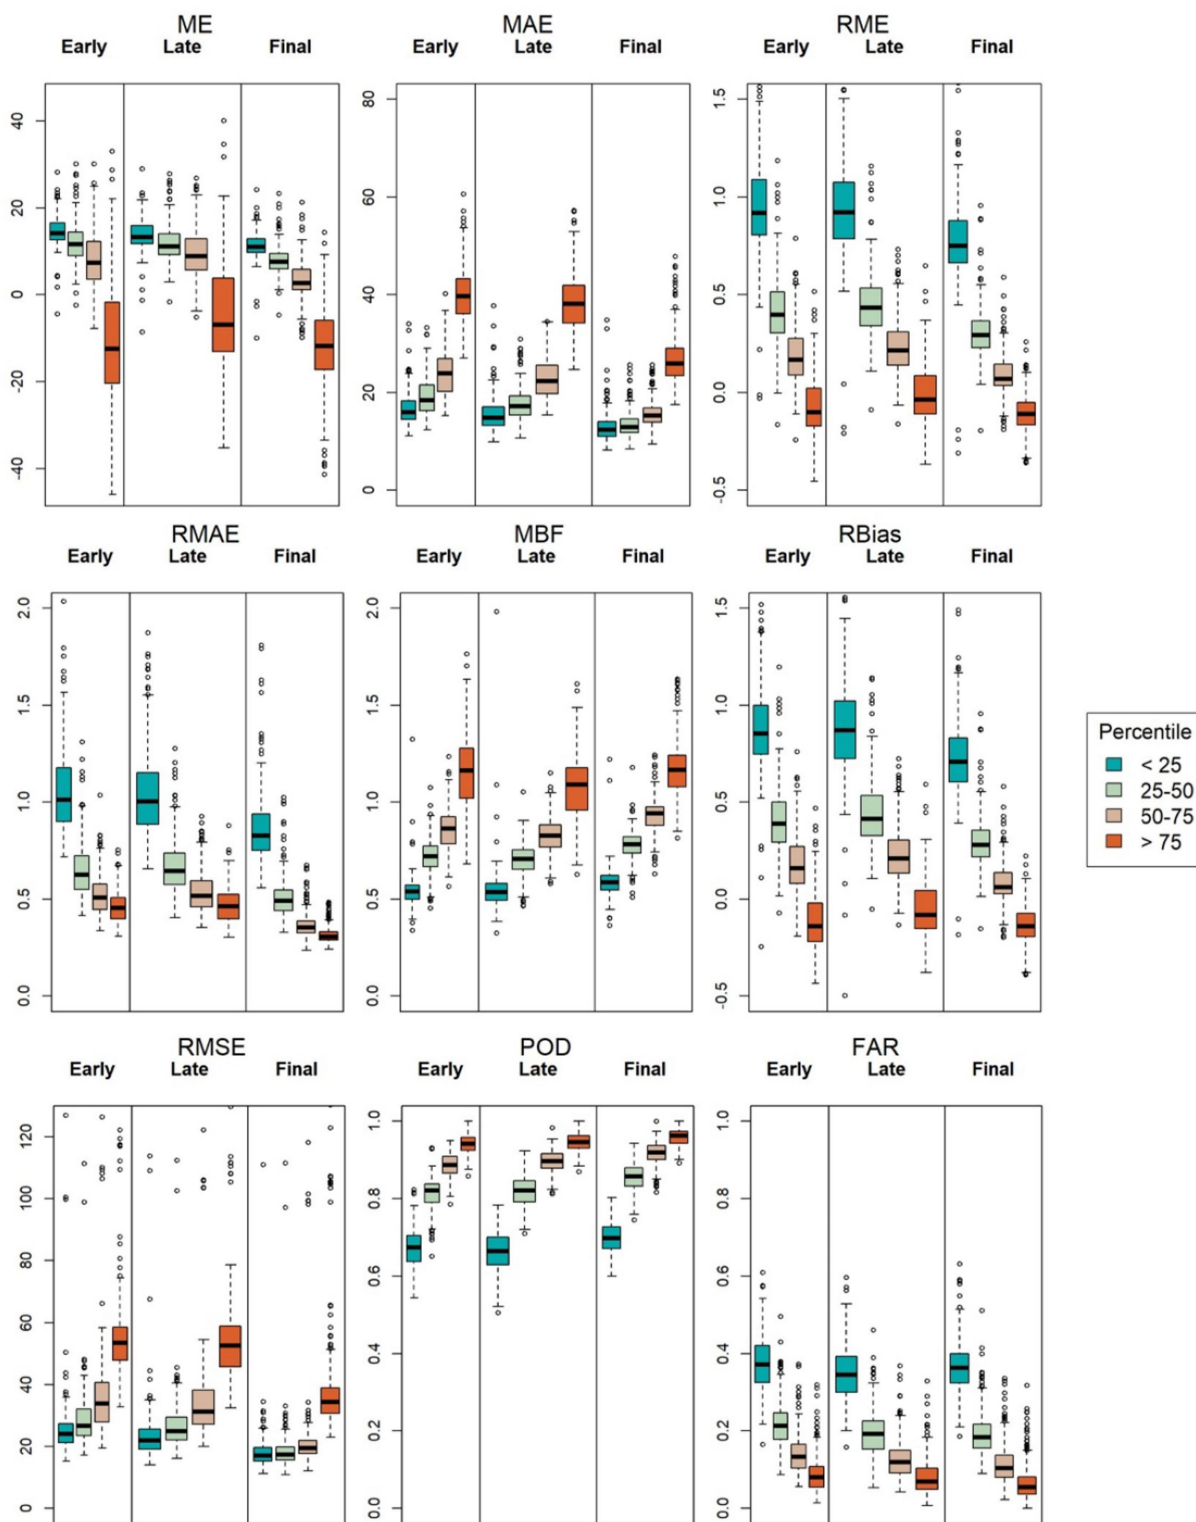 ME MAE RME
Early Late Final Early Late Final Early Late Final
40 20 0 -20 -40
80 60 40 20 0
1.5 1.0 0.5 0.0 -0.5
RMAE MBF RBias
Early Late Final Early Late Final Early Late Final
2.0 1.5 1.0 0.5 0.0
2.0 1.5 1.0 0.5 0.0
1.5 1.0 0.5 0.0 -0.5
Percentile
< 25
25-50
50-75
> 75
RMSE POD FAR
Early Late Final Early Late Final Early Late Final
120 100 80 60 40 20 0
1.0 0.8 0.6 0.4 0.2 0.0
1.0 0.8 0.6 0.4 0.2 0.0